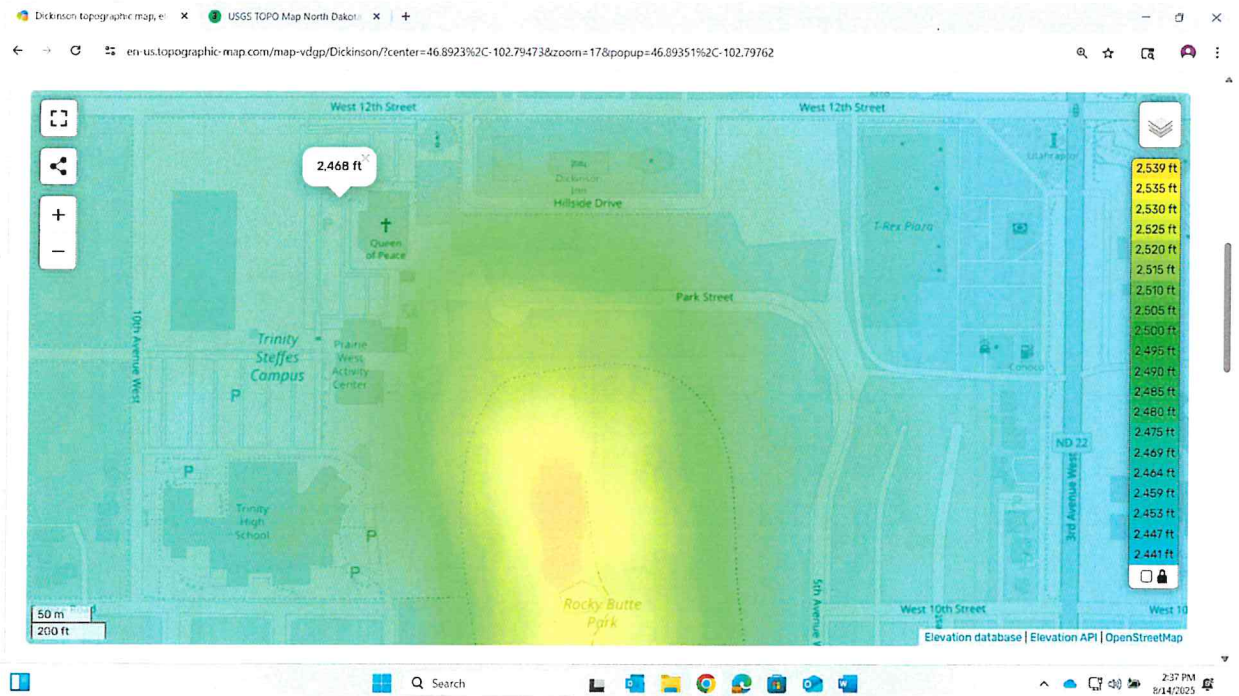 Dickinson topographic map, e
USGS TOPO Map North Dakota
en-us.topographic-map.com/map-vdgp/Dickinson/?center=46.8923%2C-102.79473&zoom=17&popup=46.89351%2C-102.79762
West 12th Street
West 12th Street
2,468 ft
Dickinson
Inn
Hillside Drive
Queen
of Peace
T-Rex Plaza
Park Street
10th Avenue West
Trinity
Steffes
Campus
Prairie
West
Activity
Center
P
P
P
P
P
Conoco
ND 22
3rd Avenue West
Trinity
High
School
Rocky Butte
Park
5th Avenue W
West 10th Street
West 10
Road
50 m
200 ft
2,539 ft
2,535 ft
2,530 ft
2,525 ft
2,520 ft
2,515 ft
2,510 ft
2,505 ft
2,500 ft
2,495 ft
2,490 ft
2,485 ft
2,480 ft
2,475 ft
2,469 ft
2,464 ft
2,459 ft
2,453 ft
2,447 ft
2,441 ft
Elevation database | Elevation API | OpenStreetMap
Search
2:37 PM
8/14/2025